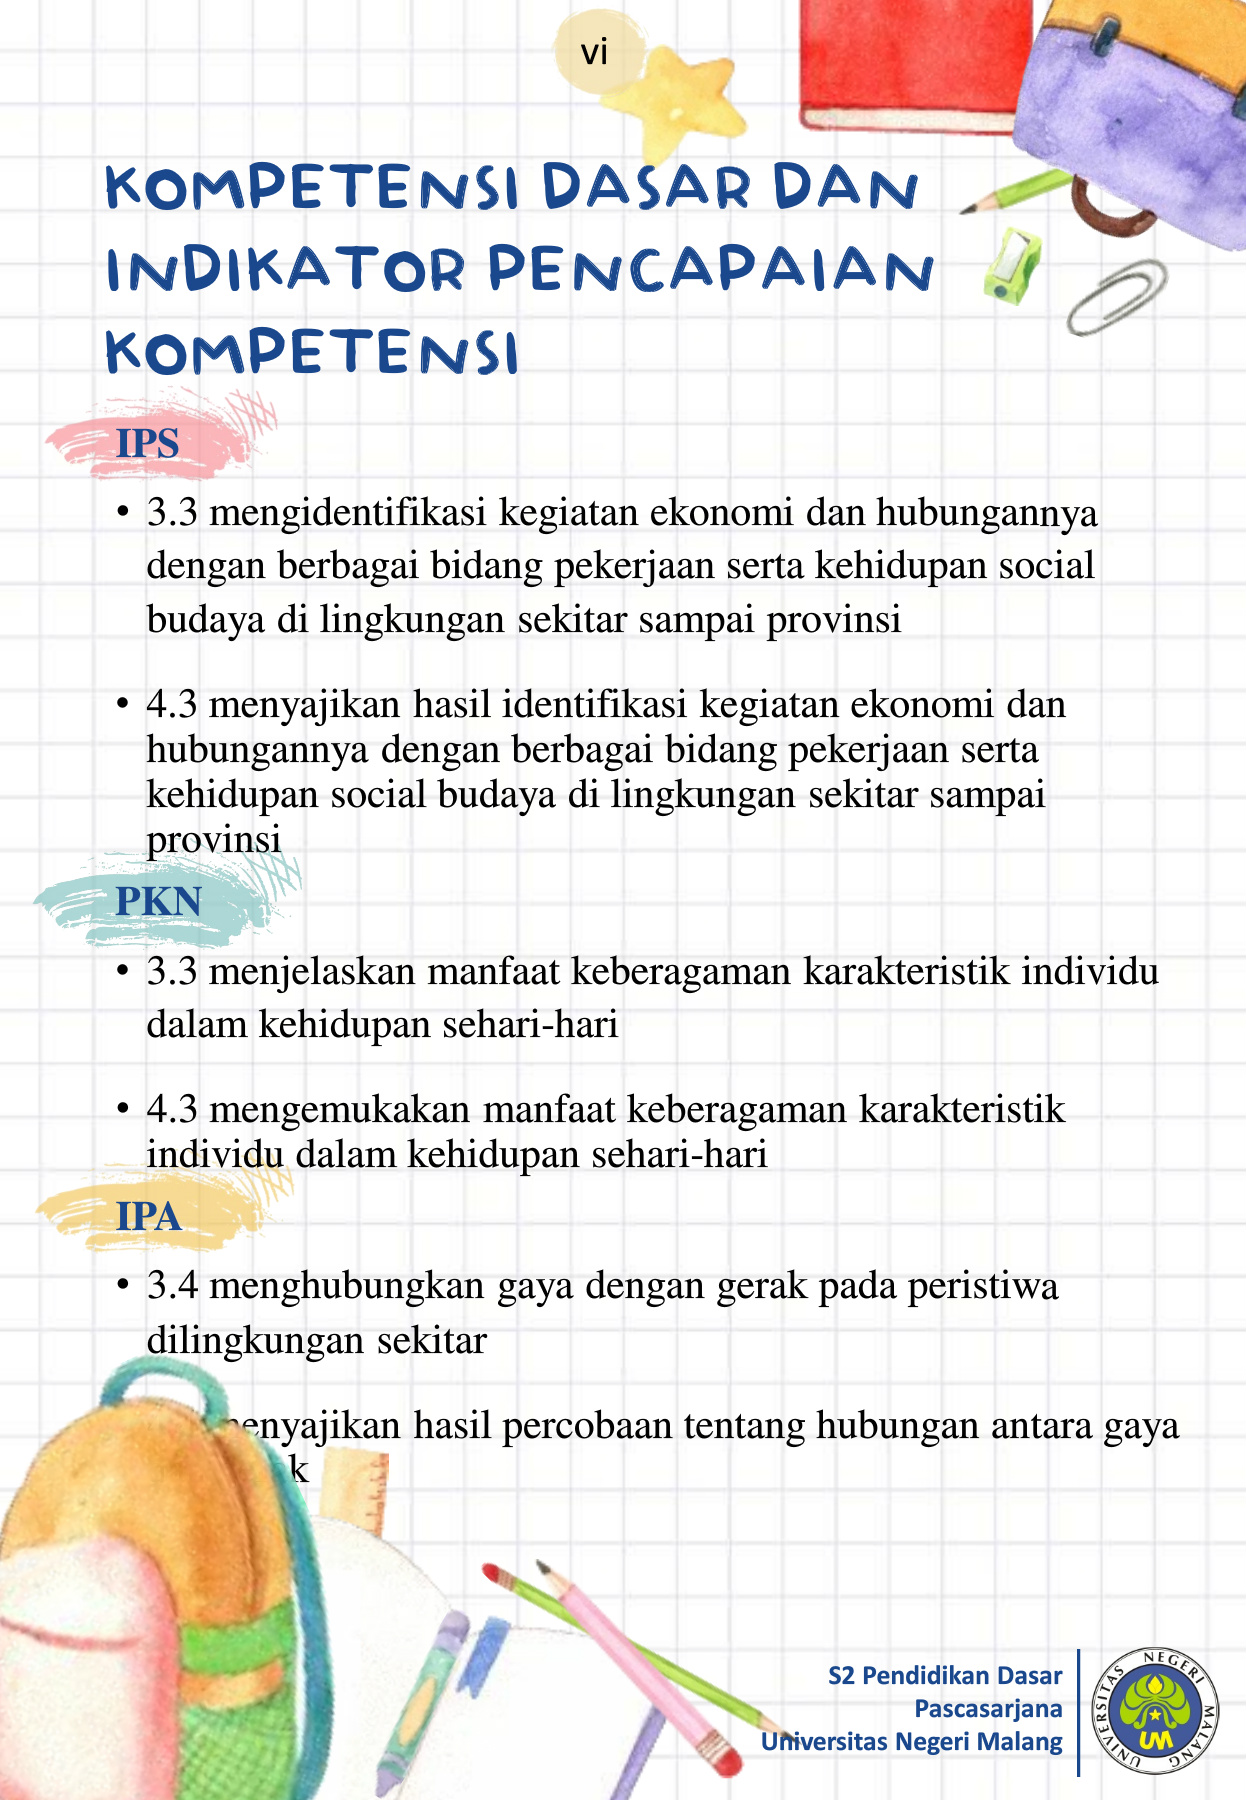 vi
KOMPETENSI DASAR DAN
INDIKATOR PENCAPAIAN
KOMPETENSI
IPS
• 3.3 mengidentifikasi kegiatan ekonomi dan hubungannya
dengan berbagai bidang pekerjaan serta kehidupan social
budaya di lingkungan sekitar sampai provinsi
• 4.3 menyajikan hasil identifikasi kegiatan ekonomi dan
hubungannya dengan berbagai bidang pekerjaan serta
kehidupan social budaya di lingkungan sekitar sampai
provinsi
PKN
• 3.3 menjelaskan manfaat keberagaman karakteristik individu
dalam kehidupan sehari-hari
• 4.3 mengemukakan manfaat keberagaman karakteristik
individu dalam kehidupan sehari-hari
IPA
• 3.4 menghubungkan gaya dengan gerak pada peristiwa
dilingkungan sekitar
menyajikan hasil percobaan tentang hubungan antara gaya
k
S2 Pendidikan Dasar
Pascasarjana
Universitas Negeri Malang
UNIVERSITAS NEGERI MALANG
UM